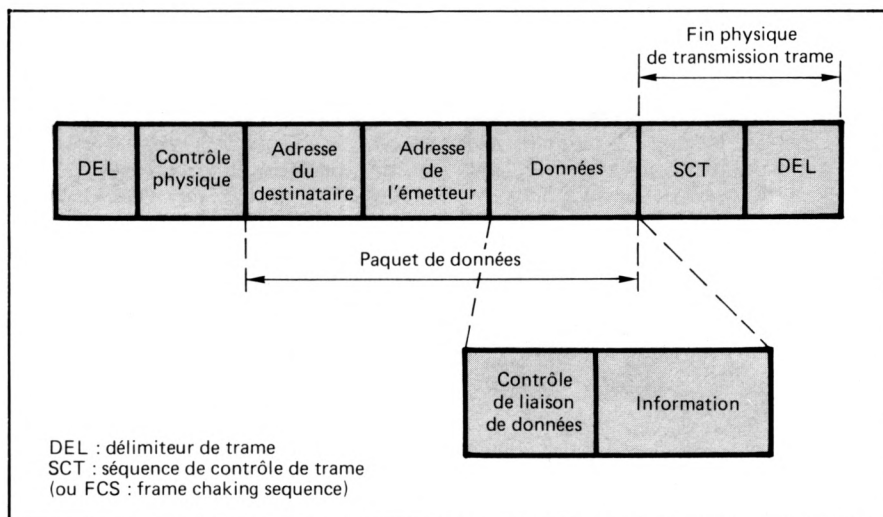 Fin physique
de transmission trame
DEL
Contrôle
physique
Adresse
du
destinataire
Adresse
de
l'émetteur
Données
SCT
DEL
Paquet de données
Contrôle
de liaison
de données
Information
DEL : délimiteur de trame
SCT : séquence de contrôle de trame
(ou FCS : frame chaking sequence)